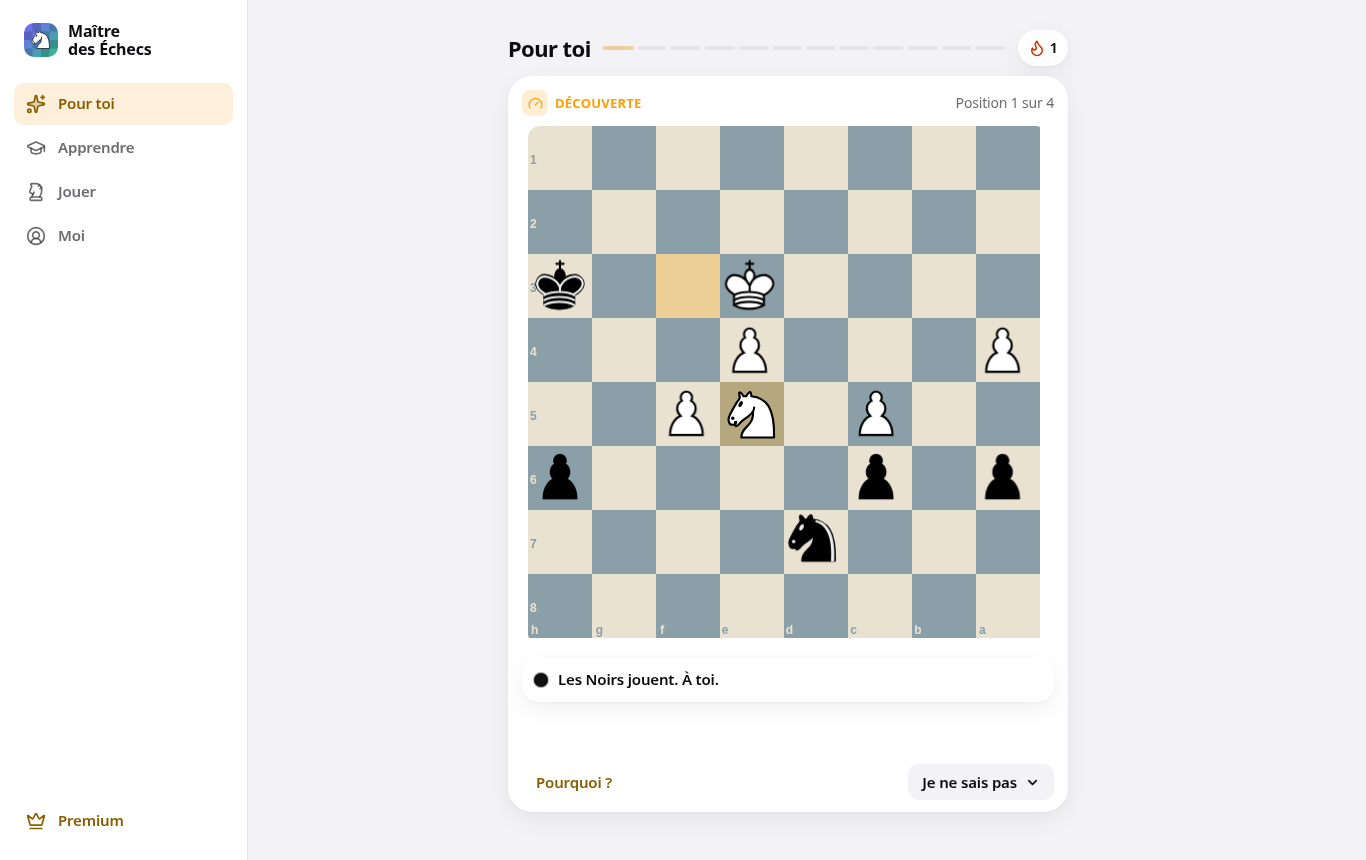 Maître
des Échecs
Pour toi
Apprendre
Jouer
Moi
Premium
Pour toi
1
DÉCOUVERTE
Position 1 sur 4
1
2
3
4
5
6
7
8
h g f e d c b a
Les Noirs jouent. À toi.
Pourquoi ?
Je ne sais pas